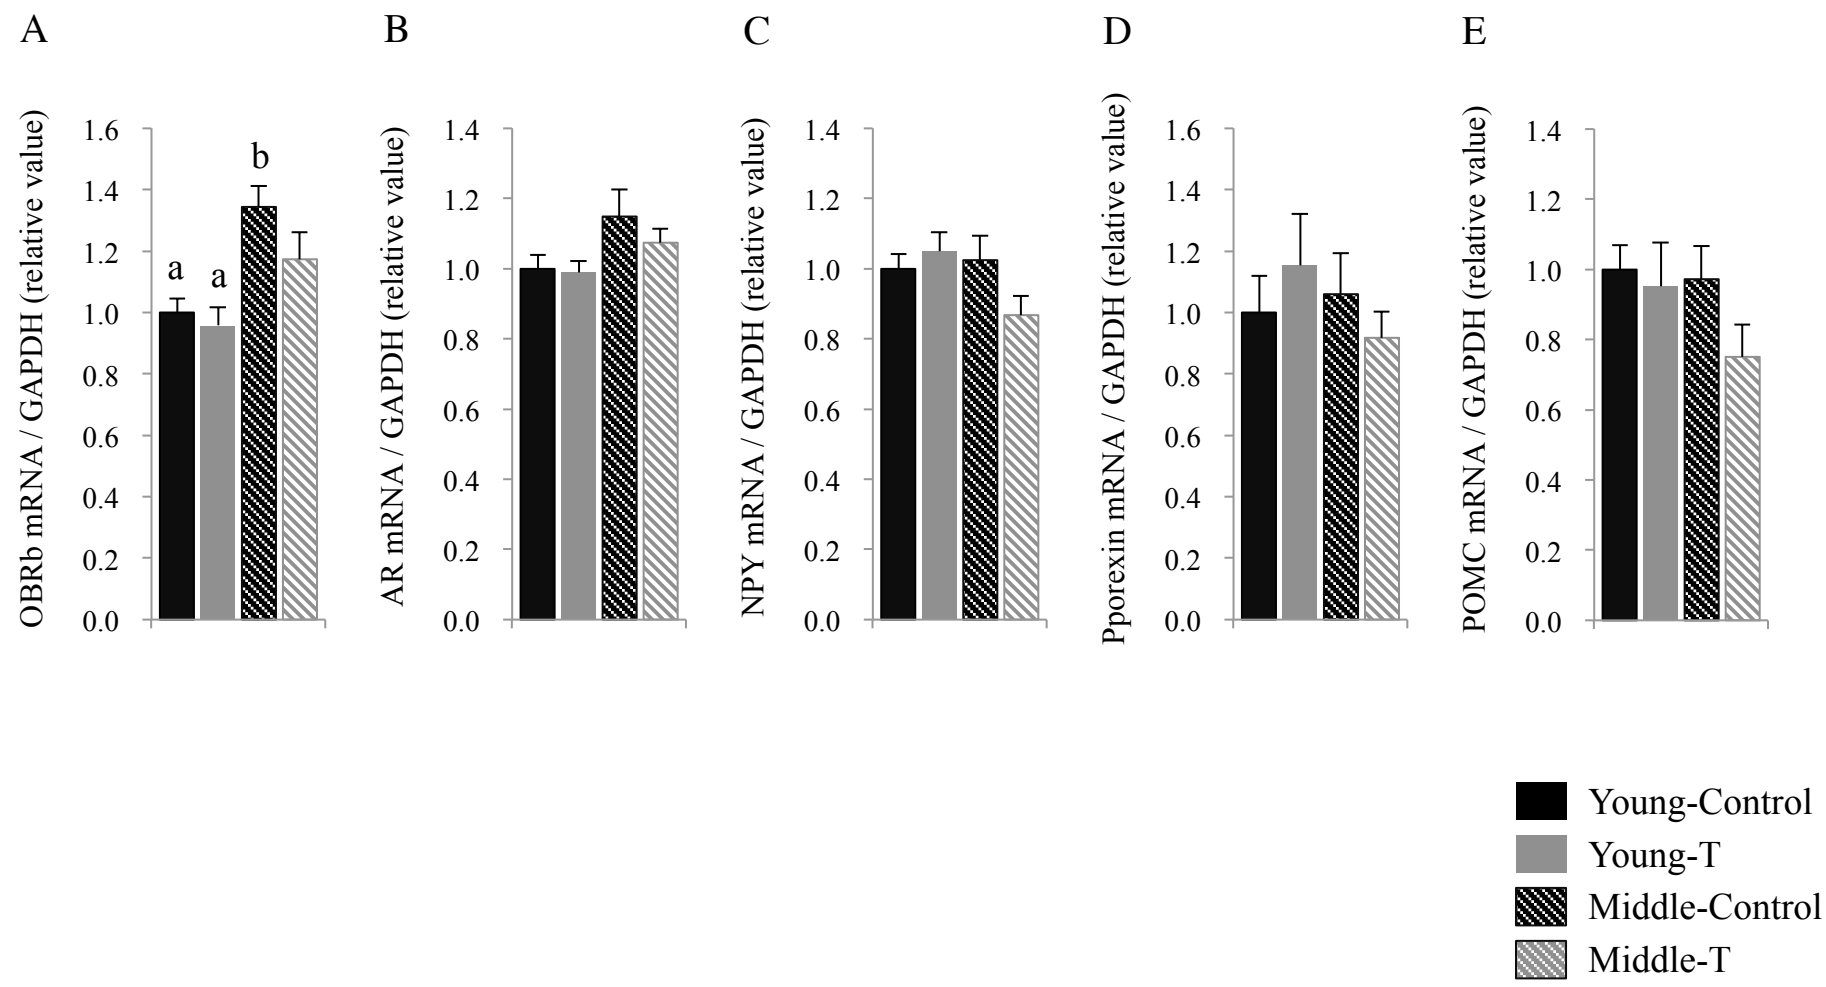 A
OBRb mRNA / GAPDH (relative value)
1.6
1.4
1.2
1.0
0.8
0.6
0.4
0.2
0.0
a
a
b
B
AR mRNA / GAPDH (relative value)
1.4
1.2
1.0
0.8
0.6
0.4
0.2
0.0
C
NPY mRNA / GAPDH (relative value)
1.4
1.2
1.0
0.8
0.6
0.4
0.2
0.0
D
Pporexin mRNA / GAPDH (relative value)
1.6
1.4
1.2
1.0
0.8
0.6
0.4
0.2
0.0
E
POMC mRNA / GAPDH (relative value)
1.4
1.2
1.0
0.8
0.6
0.4
0.2
0.0
Young-Control
Young-T
Middle-Control
Middle-T